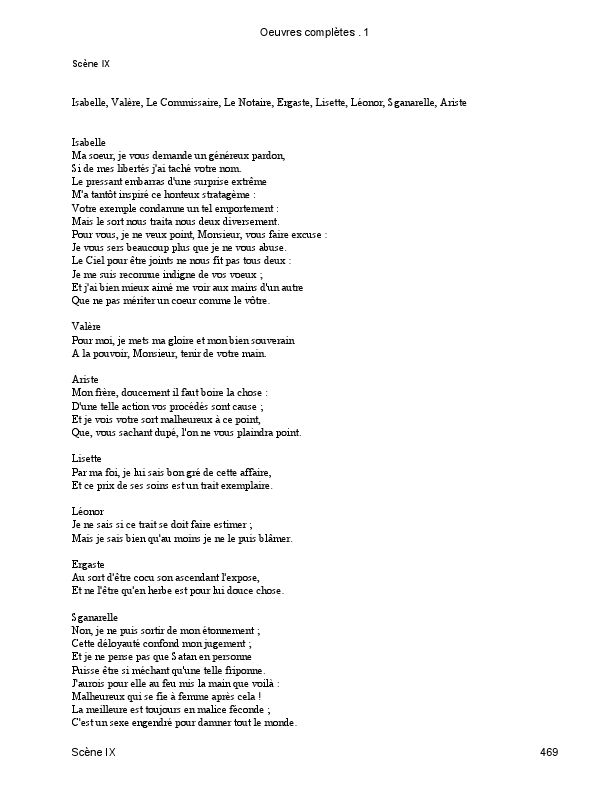 Oeuvres complètes . 1
Scène IX
Isabelle, Valère, Le Commissaire, Le Notaire, Ergaste, Lisette, Léonor, Sganarelle, Ariste
Isabelle
Ma soeur, je vous demande un généreux pardon,
Si de mes libertés j'ai taché votre nom.
Le pressant embarras d'une surprise extrême
M'a tantôt inspiré ce honteux stratagème :
Votre exemple condamne un tel emportement :
Mais le sort nous traita nous deux diversement.
Pour vous, je ne veux point, Monsieur, vous faire excuse :
Je vous sers beaucoup plus que je ne vous abuse.
Le Ciel pour être joints ne nous fit pas tous deux :
Je me suis reconnue indigne de vos voeux ;
Et j'ai bien mieux aimé me voir aux mains d'un autre
Que ne pas mériter un coeur comme le vôtre.
Valère
Pour moi, je mets ma gloire et mon bien souverain
A la pouvoir, Monsieur, tenir de votre main.
Ariste
Mon frère, doucement il faut boire la chose :
D'une telle action vos procédés sont cause ;
Et je vois votre sort malheureux à ce point,
Que, vous sachant dupé, l'on ne vous plaindra point.
Lisette
Par ma foi, je lui sais bon gré de cette affaire,
Et ce prix de ses soins est un trait exemplaire.
Léonor
Je ne sais si ce trait se doit faire estimer ;
Mais je sais bien qu'au moins je ne le puis blâmer.
Ergaste
Au sort d'être cocu son ascendant l'expose,
Et ne l'être qu'en herbe est pour lui douce chose.
Sganarelle
Non, je ne puis sortir de mon étonnement ;
Cette déloyauté confond mon jugement ;
Et je ne pense pas que Satan en personne
Puisse être si méchant qu'une telle friponne.
J'aurois pour elle au feu mis la main que voilà :
Malheureux qui se fie à femme après cela !
La meilleure est toujours en malice féconde ;
C'est un sexe engendré pour damner tout le monde.
Scène IX
469